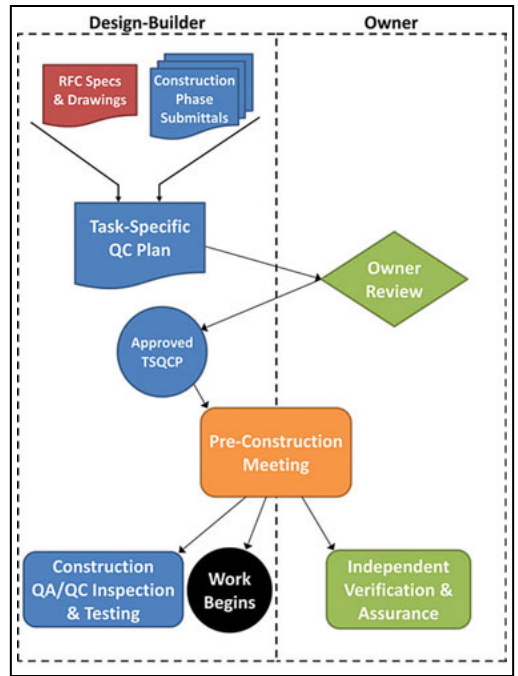 Design-Builder
Owner
RFC Specs
& Drawings
Construction
Phase
Submittals
Task-Specific
QC Plan
Owner
Review
Approved
TSQCP
Pre-Construction
Meeting
Construction
QA/QC Inspection
& Testing
Work
Begins
Independent
Verification &
Assurance